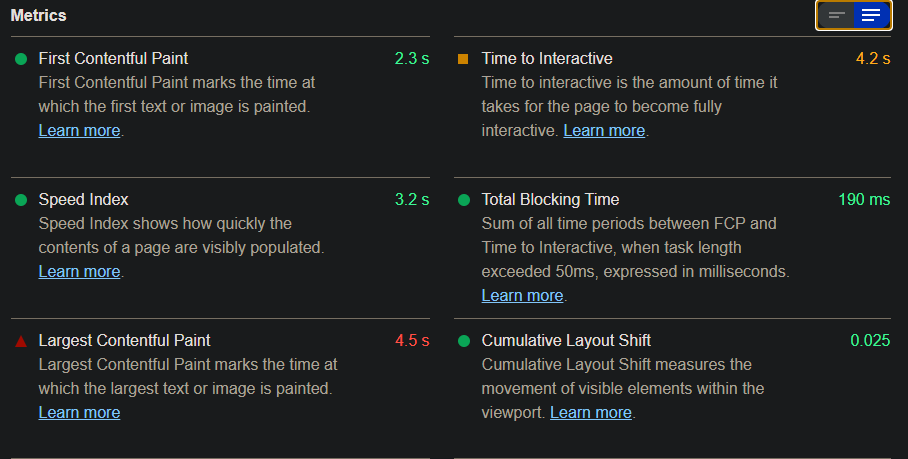 Metrics
First Contentful Paint 2.3 s
First Contentful Paint marks the time at
which the first text or image is painted.
Learn more.
Time to Interactive 4.2 s
Time to interactive is the amount of time it
takes for the page to become fully
interactive. Learn more.
Speed Index 3.2 s
Speed Index shows how quickly the
contents of a page are visibly populated.
Learn more.
Total Blocking Time 190 ms
Sum of all time periods between FCP and
Time to Interactive, when task length
exceeded 50ms, expressed in milliseconds.
Learn more.
Largest Contentful Paint 4.5 s
Largest Contentful Paint marks the time at
which the largest text or image is painted.
Learn more
Cumulative Layout Shift 0.025
Cumulative Layout Shift measures the
movement of visible elements within the
viewport. Learn more.